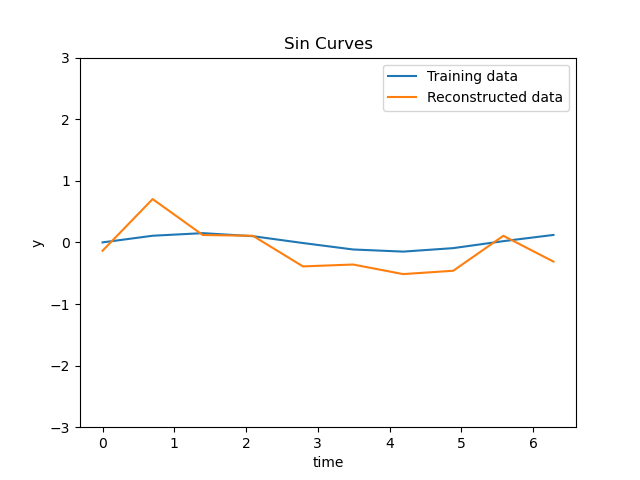 Sin Curves
Training data
Reconstructed data
3
2
1
0
−1
−2
−3
y
0 1 2 3 4 5 6
time